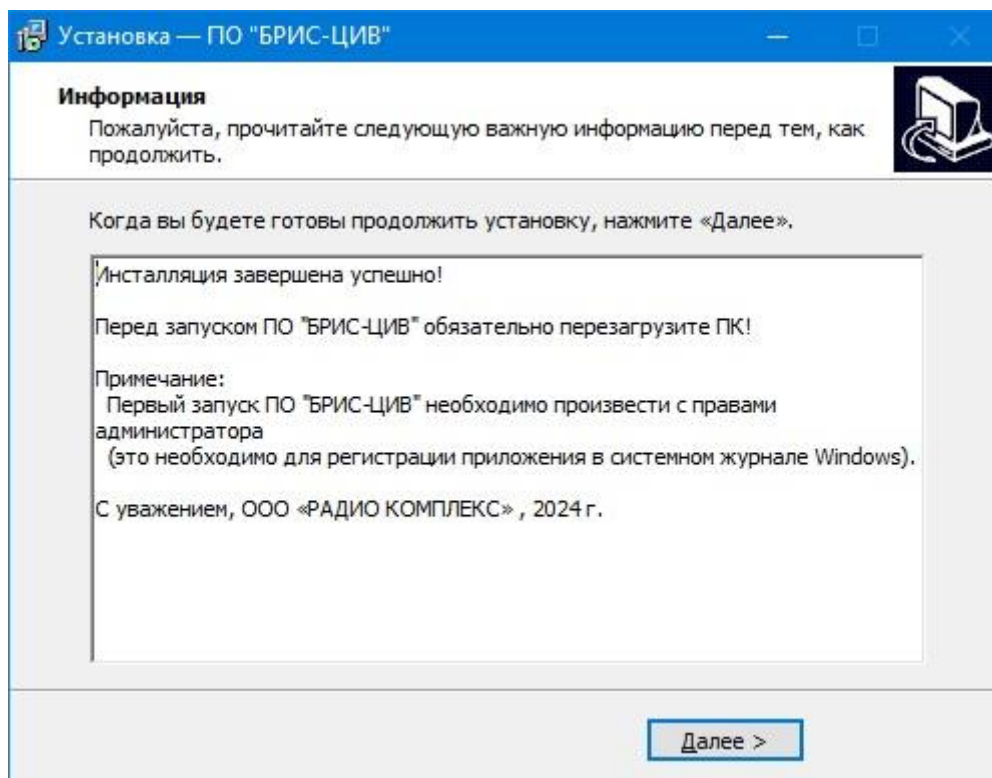 Установка — ПО "БРИС-ЦИВ"
Информация
Пожалуйста, прочитайте следующую важную информацию перед тем, как
продолжить.
Когда вы будете готовы продолжить установку, нажмите «Далее».
Инсталляция завершена успешно!
Перед запуском ПО "БРИС-ЦИВ" обязательно перезагрузите ПК!
Примечание:
Первый запуск ПО "БРИС-ЦИВ" необходимо произвести с правами
администратора
(это необходимо для регистрации приложения в системном журнале Windows).
С уважением, ООО «РАДИО КОМПЛЕКС» , 2024 г.
Далее >